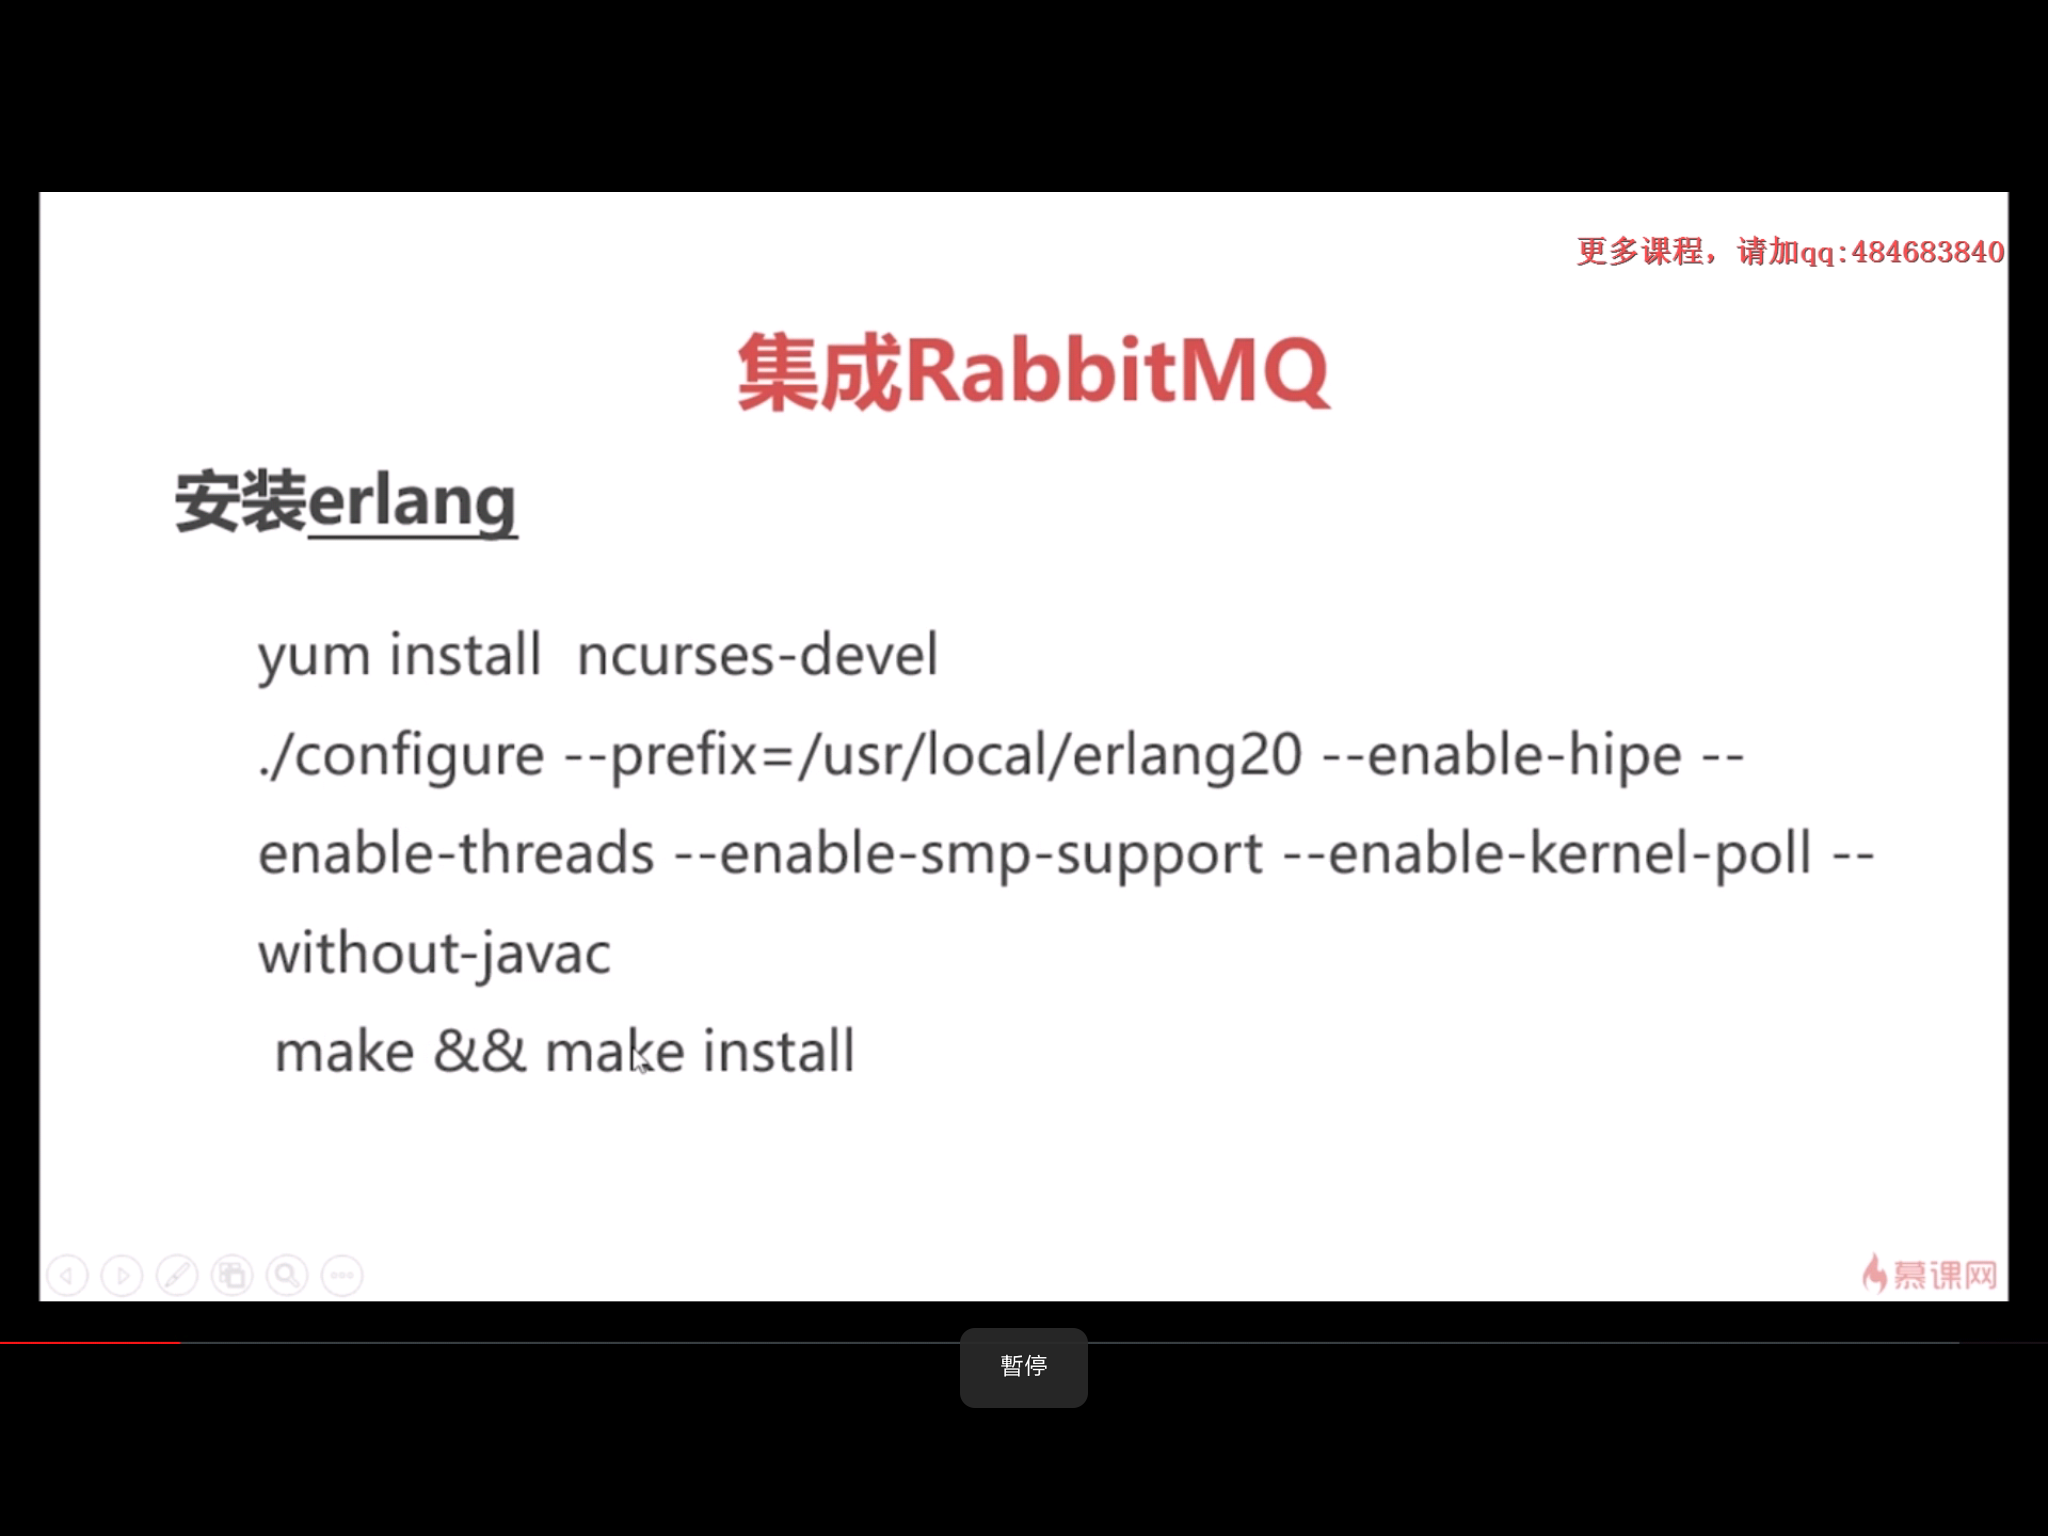 更多课程，请加qq:484683840
集成RabbitMQ
安装erlang
yum install  ncurses-devel
./configure --prefix=/usr/local/erlang20 --enable-hipe --
enable-threads --enable-smp-support --enable-kernel-poll --
without-javac
make && make install
慕课网
暫停